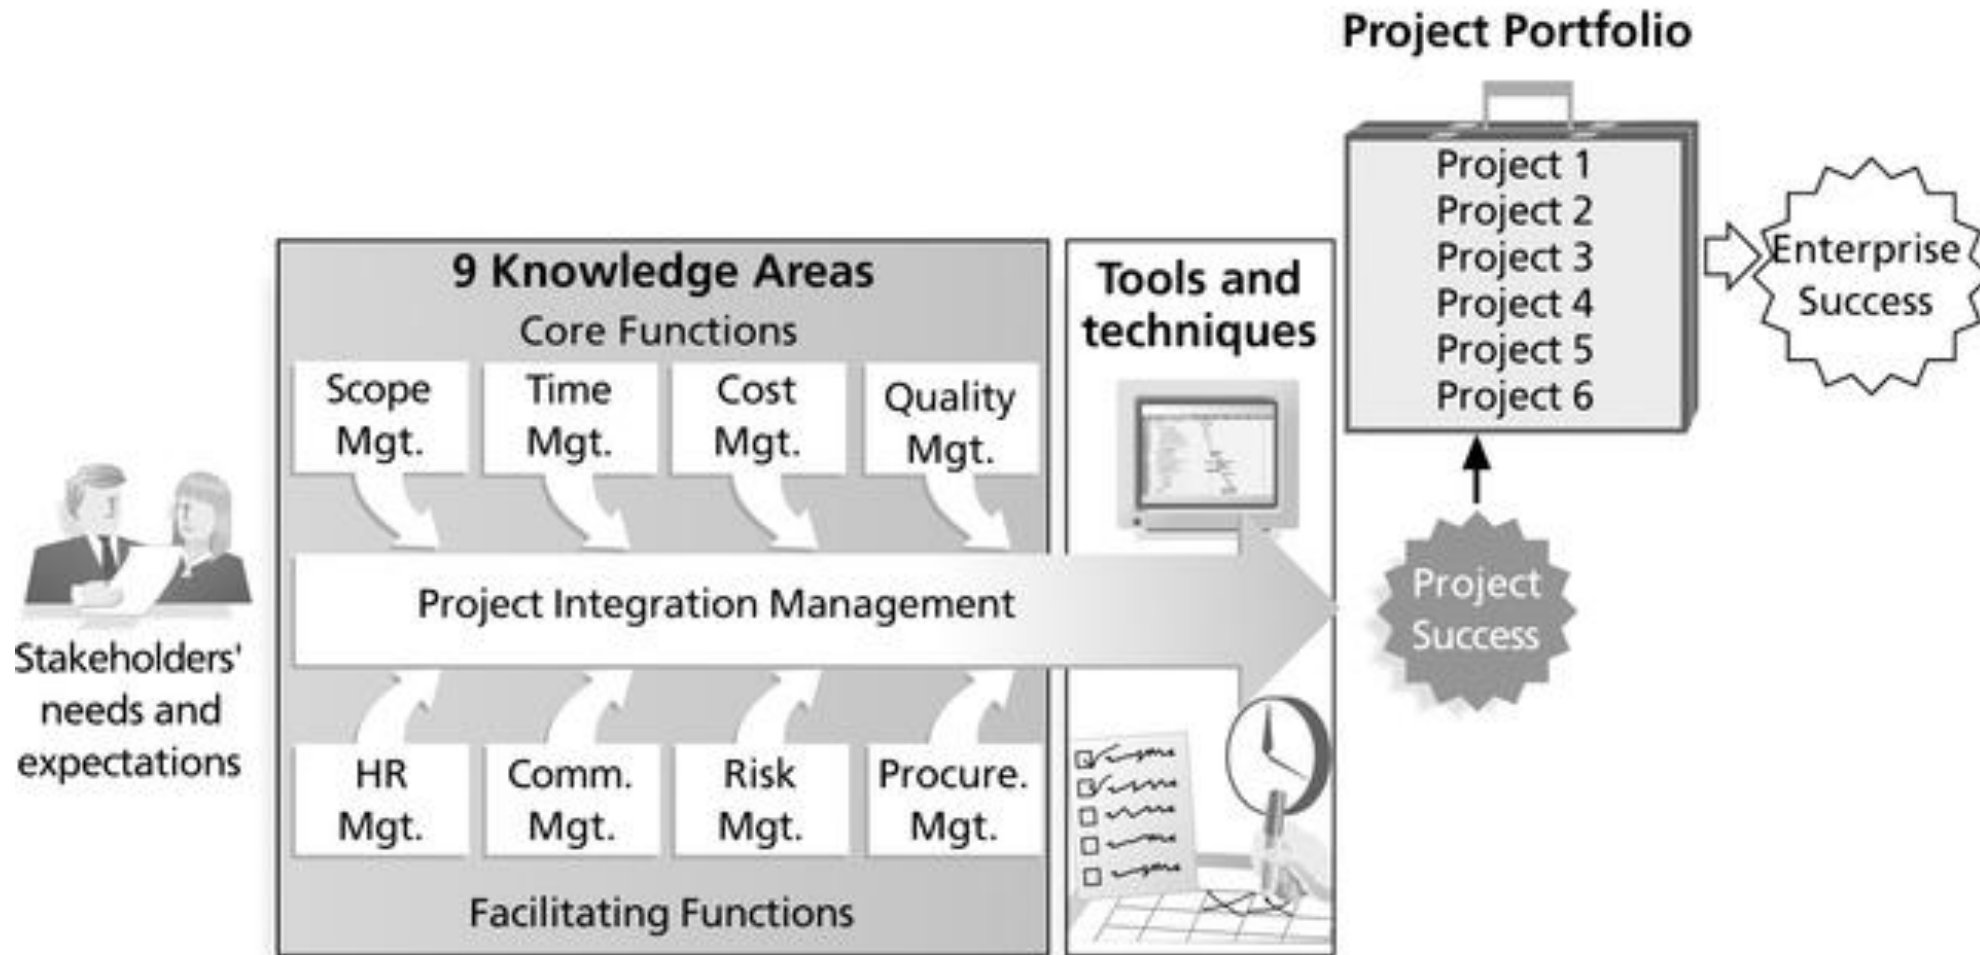 Project Portfolio
Project 1
Project 2
Project 3
Project 4
Project 5
Project 6
Enterprise
Success
9 Knowledge Areas
Core Functions
Scope
Mgt.
Time
Mgt.
Cost
Mgt.
Quality
Mgt.
Tools and
techniques
Project Integration Management
Project
Success
Stakeholders'
needs and
expectations
HR
Mgt.
Comm.
Mgt.
Risk
Mgt.
Procure.
Mgt.
Facilitating Functions